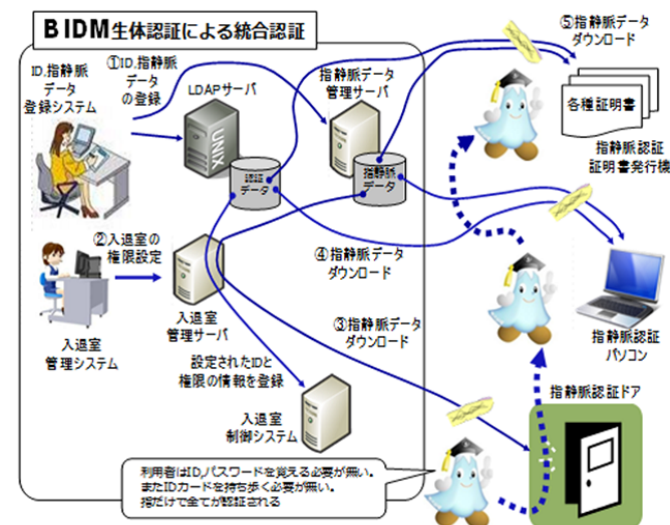 BIDM生体認証による統合認証
ID,指静脈
データ
登録システム
①ID,指静脈
データ
の登録
LDAPサーバ
UNIX
認証
データ
指静脈データ
管理サーバ
指静脈
データ
⑤指静脈データ
ダウンロード
各種証明書
指静脈認証
証明書発行機
②入退室の
権限設定
入退室
管理システム
入退室
管理サーバ
④指静脈データ
ダウンロード
③指静脈データ
ダウンロード
指静脈認証
パソコン
設定されたIDと
権限の情報を登録
入退室
制御システム
指静脈認証ドア
利用者はID,パスワードを覚える必要が無い。
またIDカードを持ち歩く必要が無い。
指だけで全てが認証される